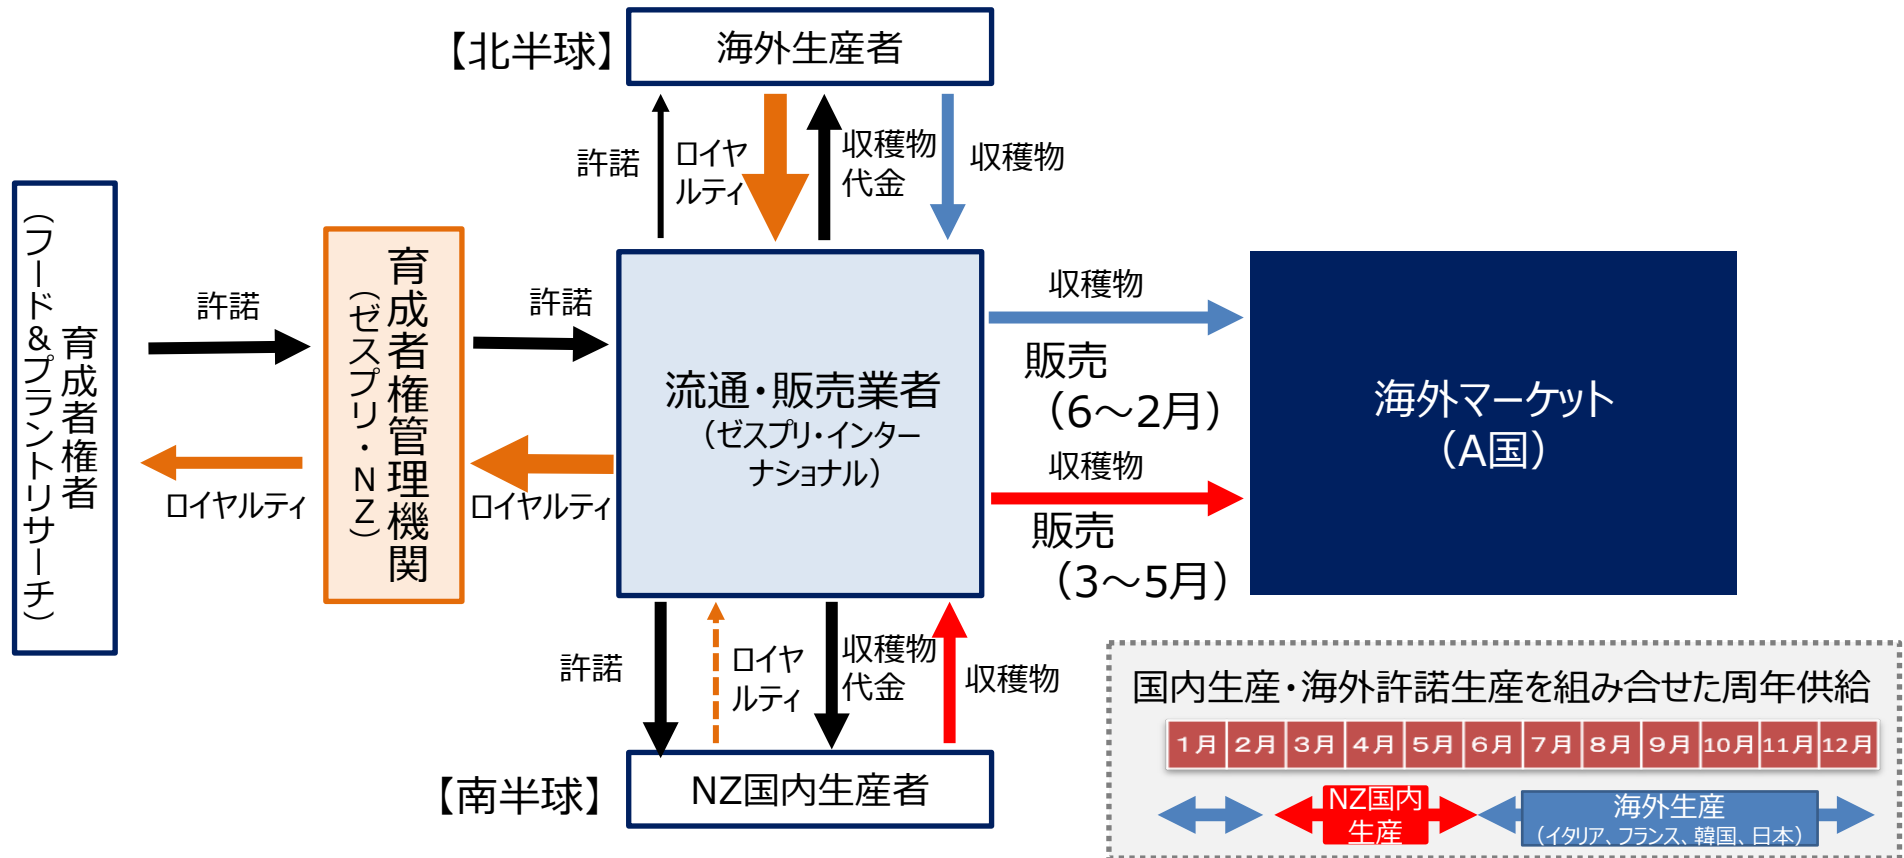 【北半球】
海外生産者
許諾
ロイヤ
ルティ
収穫物
代金
収穫物
育成者権者
（フード&プラントリサーチ）
許諾
ロイヤルティ
育成者権管理機関
（ゼスプリ・NZ）
許諾
ロイヤルティ
流通・販売業者
（ゼスプリ・インター
ナショナル）
収穫物
販売
（6～2月）
収穫物
販売
（3～5月）
海外マーケット
（A国）
許諾
ロイヤ
ルティ
収穫物
代金
収穫物
【南半球】
NZ国内生産者
国内生産・海外許諾生産を組み合せた周年供給
1月 2月 3月 4月 5月 6月 7月 8月 9月 10月 11月 12月
NZ国内
生産
海外生産
（イタリア、フランス、韓国、日本）